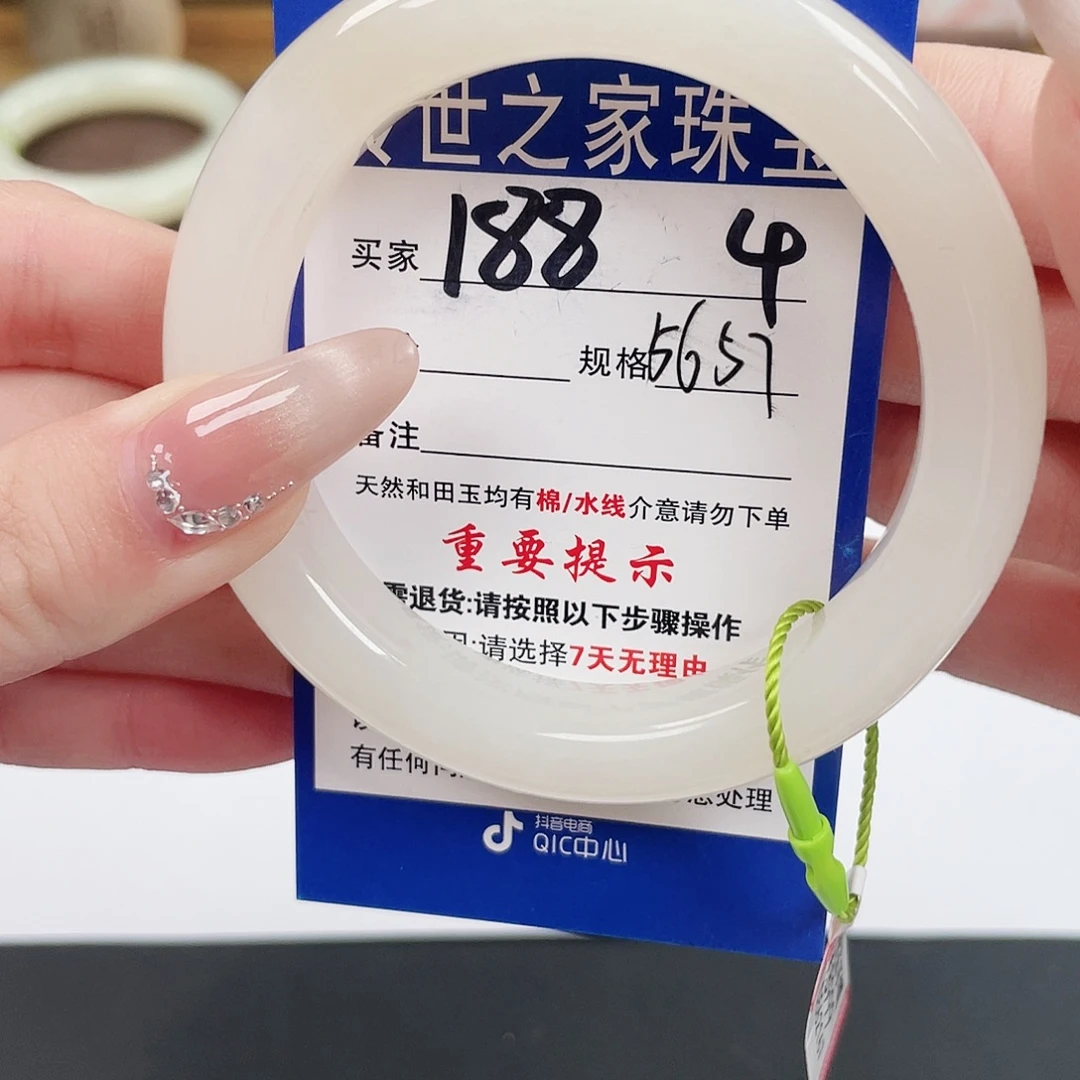 世之家珠宝
买家 188 4
规格 5657
备注
天然和田玉均有棉/水线介意请勿下单
重要提示
需退货:请按照以下步骤操作
:请选择7天无理由
有任何
处理
抖音电商
QIC中心